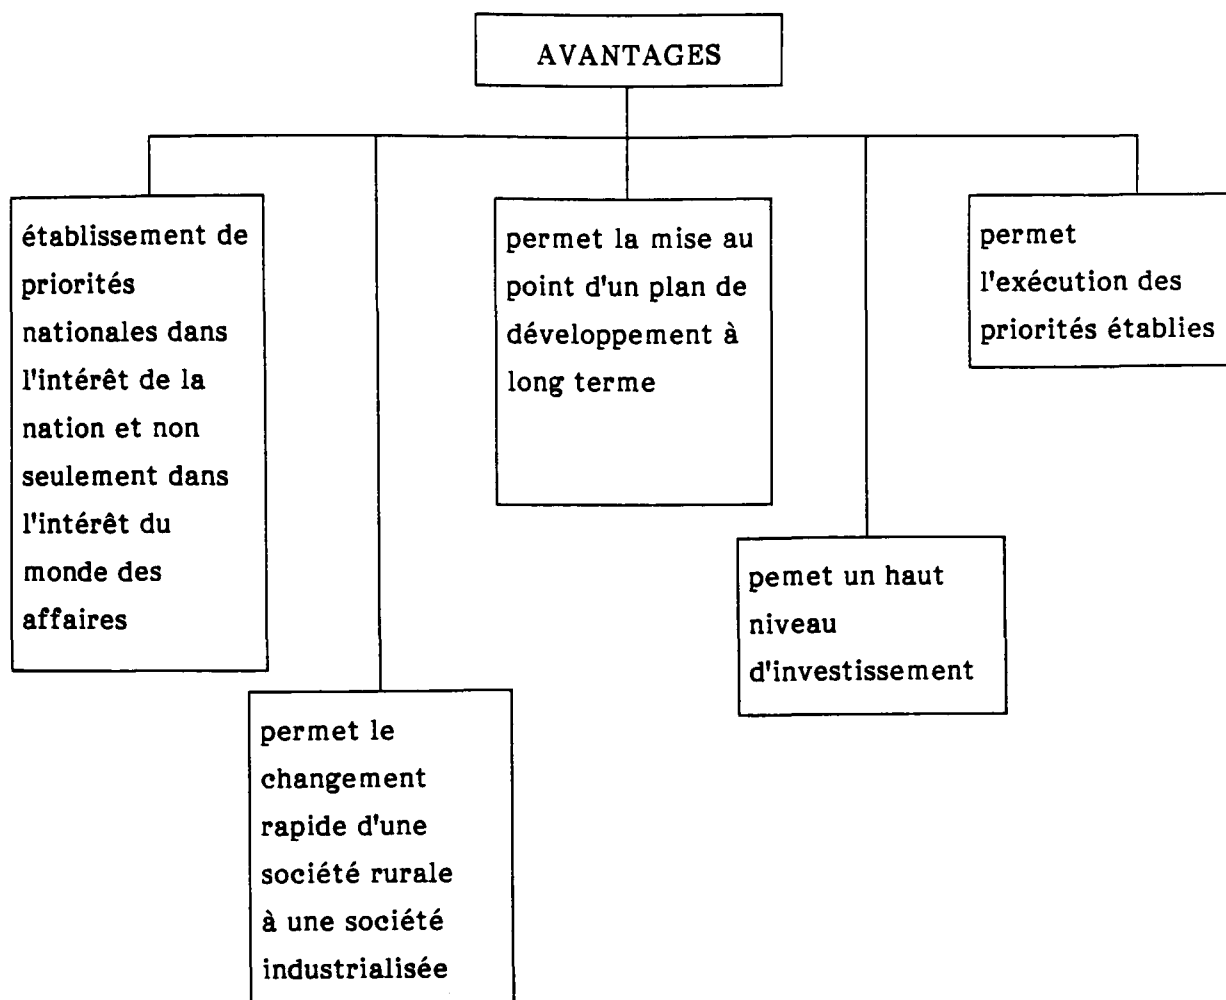 AVANTAGES
établissement de
priorités
nationales dans
l'intérêt de la
nation et non
seulement dans
l'intérêt du
monde des
affaires
permet le
changement
rapide d'une
société rurale
à une société
industrialisée
permet la mise au
point d'un plan de
développement à
long terme
pemet un haut
niveau
d'investissement
permet
l'exécution des
priorités établies